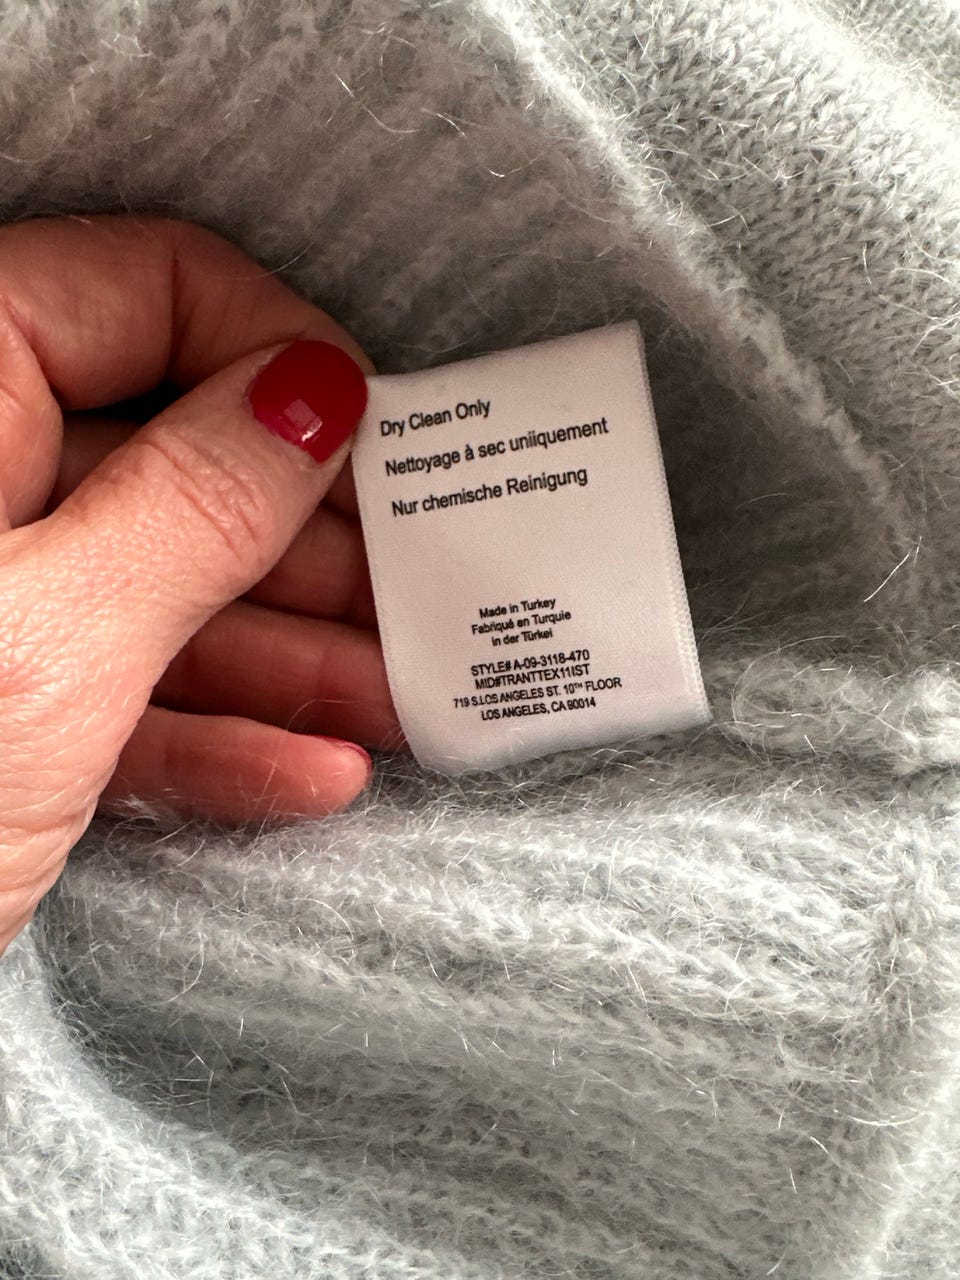 Dry Clean Only
Nettoyage à sec uniiquement
Nur chemische Reinigung
Made in Turkey
Fabriqué en Turquie
in der Türkei
STYLE# A-09-3118-470
MID#TRANTTEX11IST
719 S.LOS ANGELES ST. 10TH FLOOR
LOS ANGELES, CA 90014